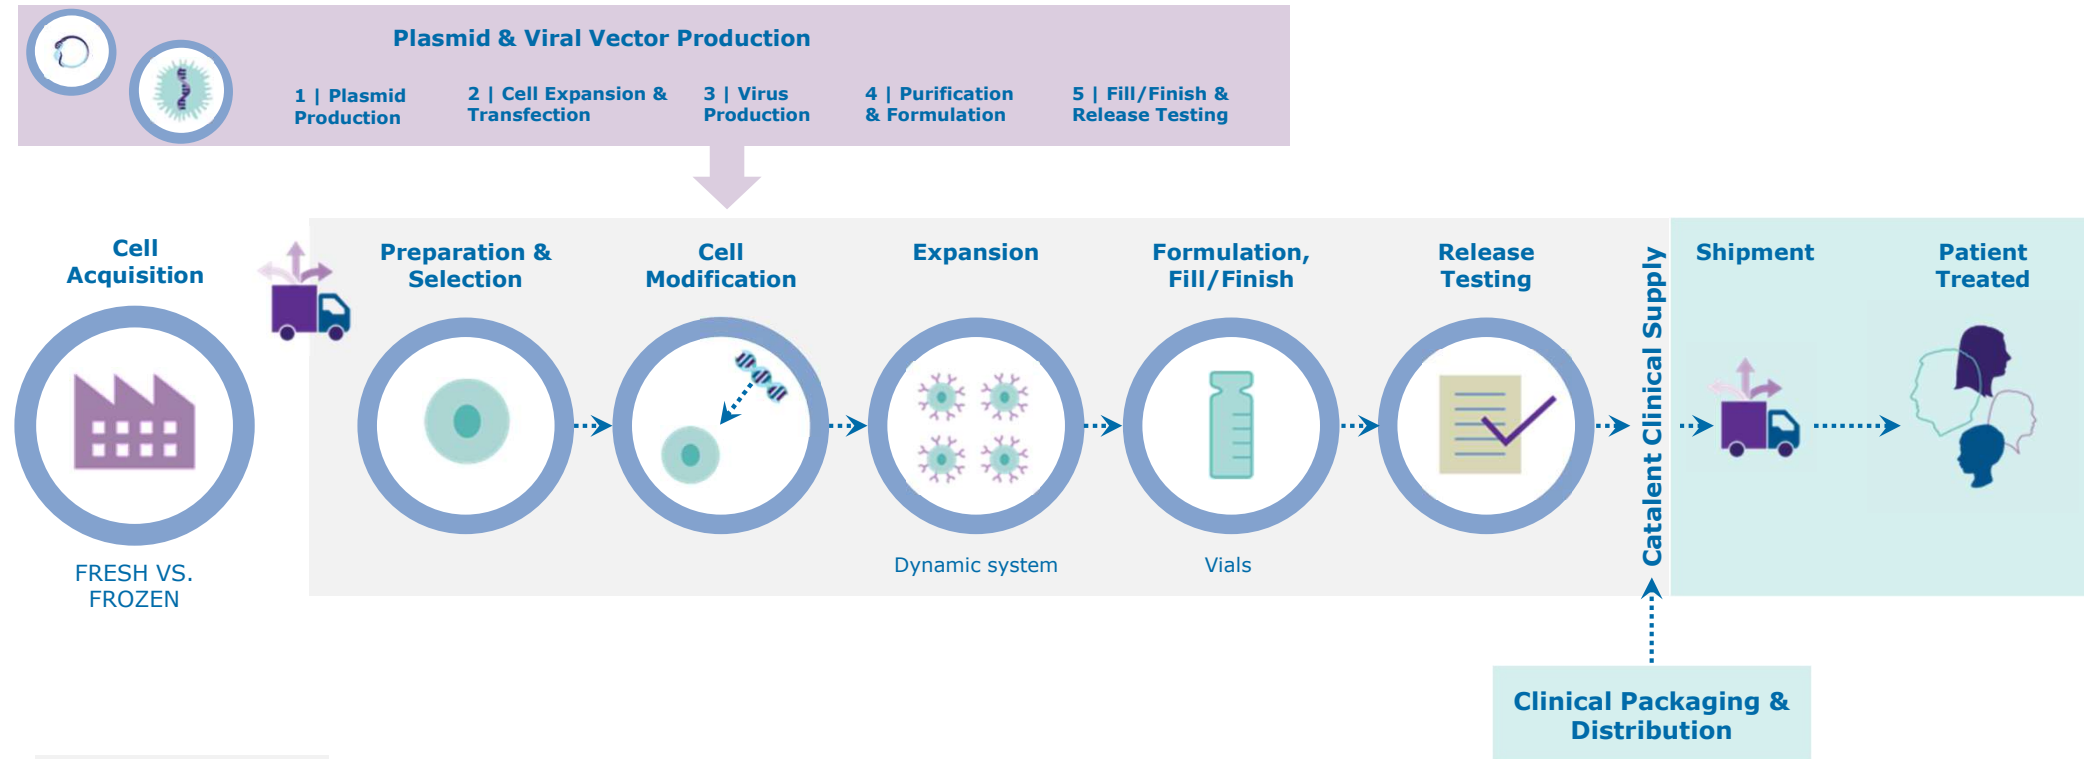 Plasmid & Viral Vector Production
1 | Plasmid
Production
2 | Cell Expansion &
Transfection
3 | Virus
Production
4 | Purification
& Formulation
5 | Fill/Finish &
Release Testing
Cell
Acquisition
FRESH VS.
FROZEN
Preparation &
Selection
Cell
Modification
Expansion
Dynamic system
Formulation,
Fill/Finish
Vials
Release
Testing
Catalent Clinical Supply
Shipment
Patient
Treated
Clinical Packaging &
Distribution